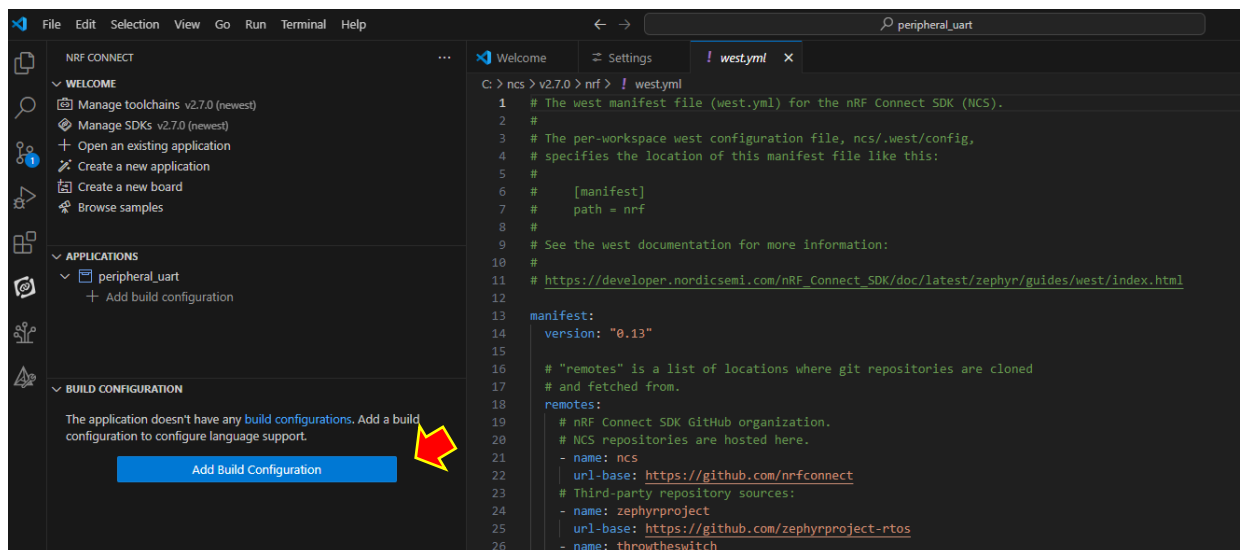 File Edit Selection View Go Run Terminal Help
peripheral_uart
NRF CONNECT
WELCOME
Manage toolchains v2.7.0 (newest)
Manage SDKs v2.7.0 (newest)
Open an existing application
Create a new application
Create a new board
Browse samples
1
APPLICATIONS
peripheral_uart
Add build configuration
BUILD CONFIGURATION
The application doesn't have any build configurations. Add a build
configuration to configure language support.
Add Build Configuration
Welcome Settings ! west.yml
C: > ncs > v2.7.0 > nrf > ! west.yml
1 # The west manifest file (west.yml) for the nRF Connect SDK (NCS).
2 #
3 # The per-workspace west configuration file, ncs/.west/config,
4 # specifies the location of this manifest file like this:
5 #
6 #     [manifest]
7 #     path = nrf
8 #
9 # See the west documentation for more information:
10 #
11 # https://developer.nordicsemi.com/nRF_Connect_SDK/doc/latest/zephyr/guides/west/index.html
12
13 manifest:
14   version: "0.13"
15
16   # "remotes" is a list of locations where git repositories are cloned
17   # and fetched from.
18   remotes:
19     # nRF Connect SDK GitHub organization.
20     # NCS repositories are hosted here.
21     - name: ncs
22       url-base: https://github.com/nrfconnect
23     # Third-party repository sources:
24     - name: zephyrproject
25       url-base: https://github.com/zephyrproject-rtos
26     - name: throwtheswitch